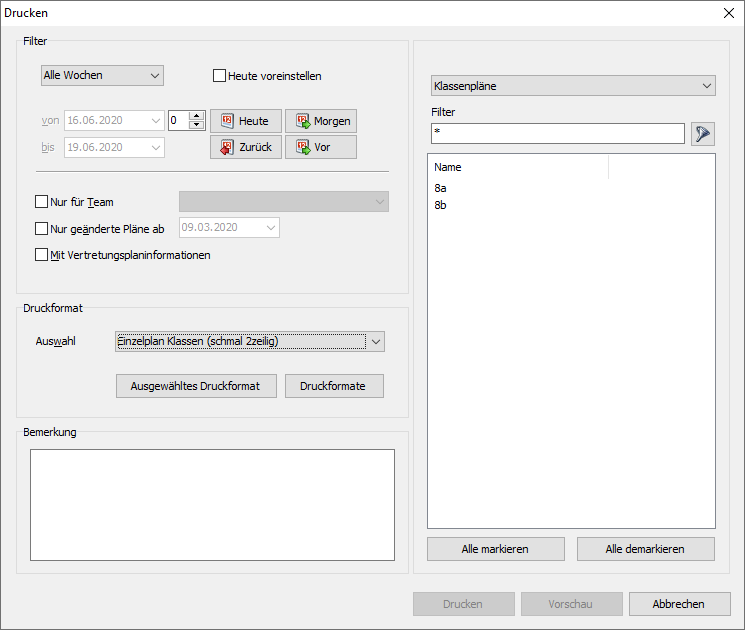 Drucken
Filter
Alle Wochen
Heute voreinstellen
von 16.06.2020 0 Heute Morgen
bis 19.06.2020 Zurück Vor
Nur für Team
Nur geänderte Pläne ab 09.03.2020
Mit Vertretungsplaninformationen
Druckformat
Auswahl Einzelplan Klassen (schmal 2zeilig)
Ausgewähltes Druckformat Druckformate
Bemerkung
Klassenpläne
Filter
*
Name
8a
8b
Alle markieren Alle demarkieren
Drucken Vorschau Abbrechen